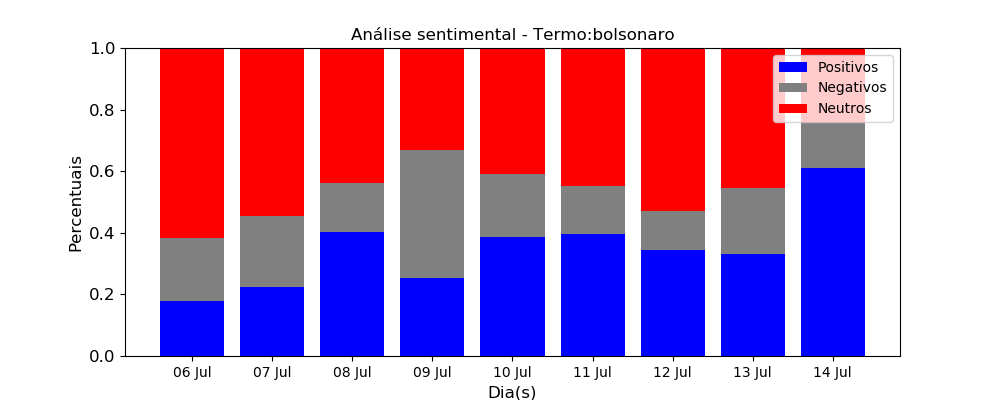 Análise sentimental - Termo:bolsonaro
Percentuais
1.0
0.8
0.6
0.4
0.2
0.0
Positivos
Negativos
Neutros
06 Jul
07 Jul
08 Jul
09 Jul
10 Jul
11 Jul
12 Jul
13 Jul
14 Jul
Dia(s)